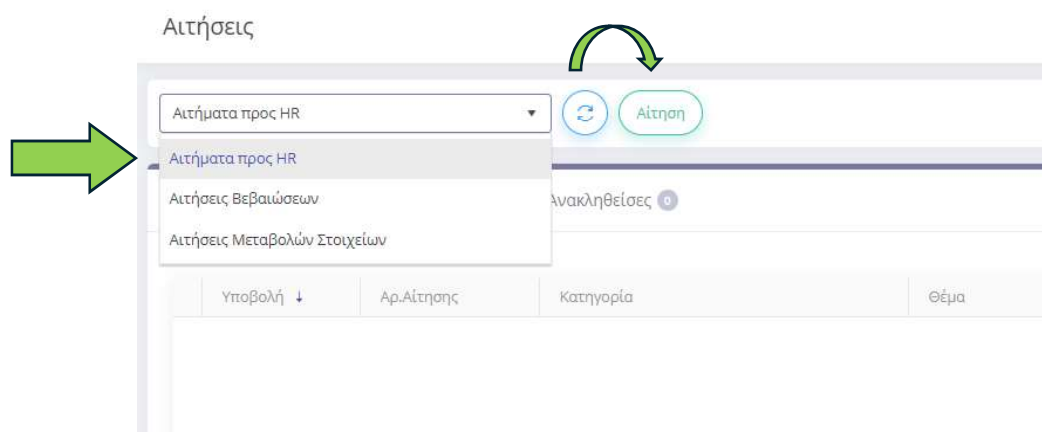 Αιτήσεις
Αιτήματα προς HR
Αίτηση
Αιτήματα προς HR
Αιτήσεις Βεβαιώσεων
Ανακληθείσες 0
Αιτήσεις Μεταβολών Στοιχείων
Υποβολή ↓ Αρ.Αίτησης Κατηγορία Θέμα